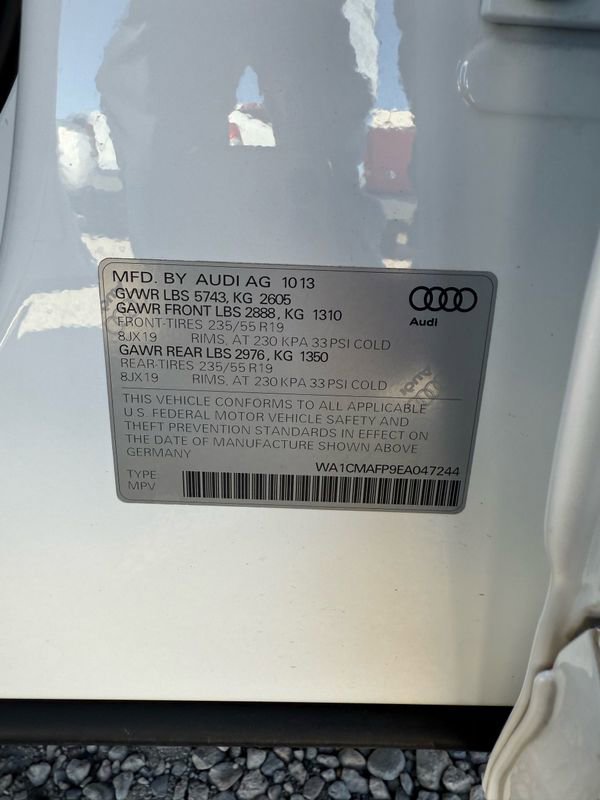 MFD. BY AUDI AG 1013
GVWR LBS 5743, KG 2605
GAWR FRONT LBS 2888, KG 1310
FRONT-TIRES 235/55 R19
8JX19 RIMS, AT 230 KPA 33 PSI COLD
GAWR REAR LBS 2976, KG 1350
REAR-TIRES 235/55 R19
8JX19 RIMS, AT 230 KPA 33 PSI COLD
Audi
Audi
THIS VEHICLE CONFORMS TO ALL APPLICABLE
U.S. FEDERAL MOTOR VEHICLE SAFETY AND
THEFT PREVENTION STANDARDS IN EFFECT ON
THE DATE OF MANUFACTURE SHOWN ABOVE
GERMANY
WA1CMAFP9EA047244
TYPE
MPV